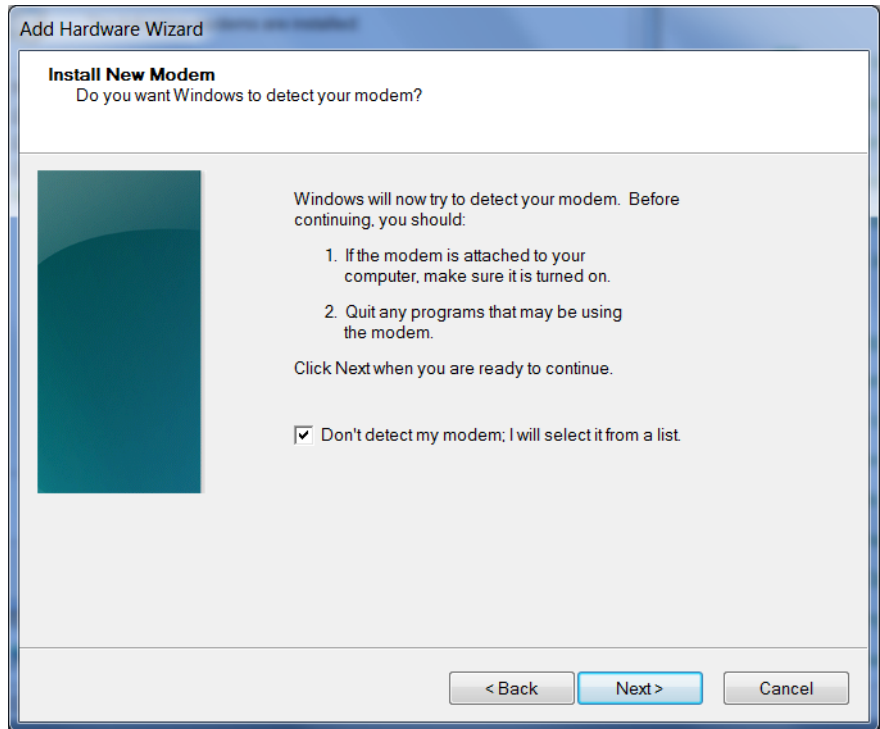 Add Hardware Wizard
Install New Modem
Do you want Windows to detect your modem?
Windows will now try to detect your modem. Before
continuing, you should:
1. If the modem is attached to your
computer, make sure it is turned on.
2. Quit any programs that may be using
the modem.
Click Next when you are ready to continue.
Don't detect my modem; I will select it from a list.
< Back
Next >
Cancel